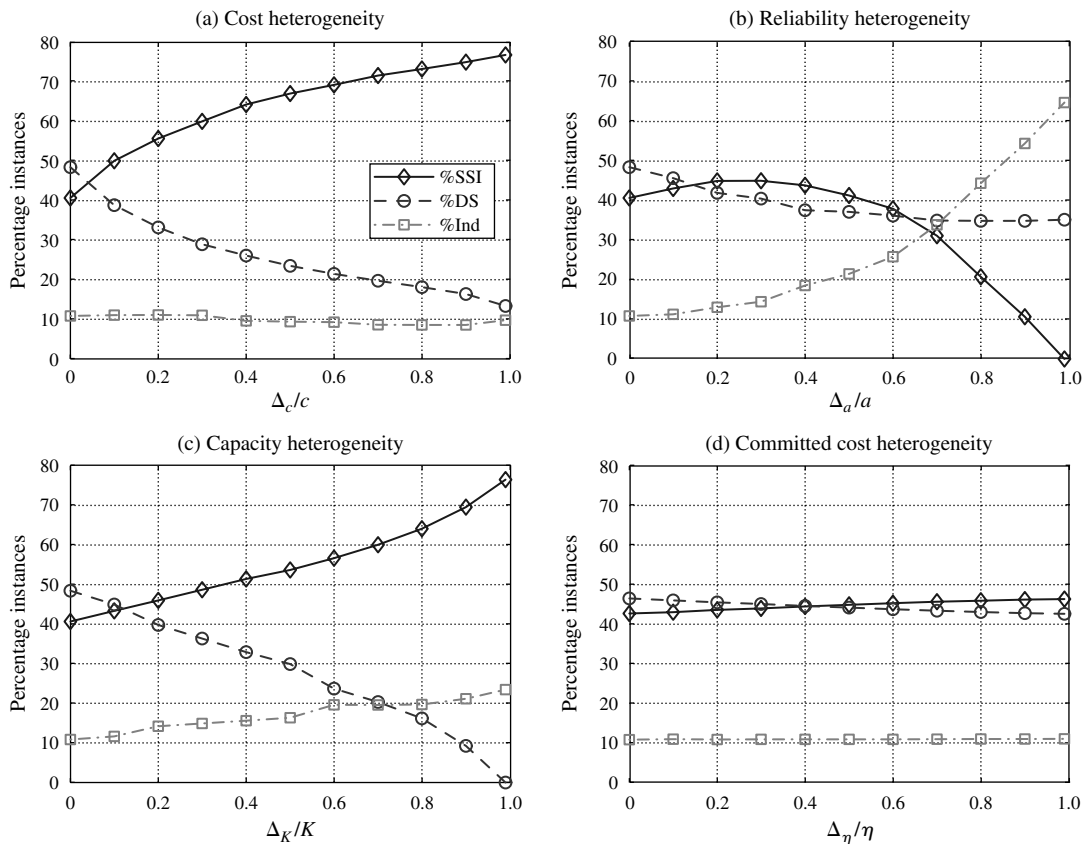 (a) Cost heterogeneity
80
70
60
50
40
30
20
10
0
Percentage instances
0 0.2 0.4 0.6 0.8 1.0
Δc/c
%SSI
%DS
%Ind
(b) Reliability heterogeneity
80
70
60
50
40
30
20
10
0
Percentage instances
0 0.2 0.4 0.6 0.8 1.0
Δa/a
(c) Capacity heterogeneity
80
70
60
50
40
30
20
10
0
Percentage instances
0 0.2 0.4 0.6 0.8 1.0
ΔK/K
(d) Committed cost heterogeneity
80
70
60
50
40
30
20
10
0
Percentage instances
0 0.2 0.4 0.6 0.8 1.0
Δη/η